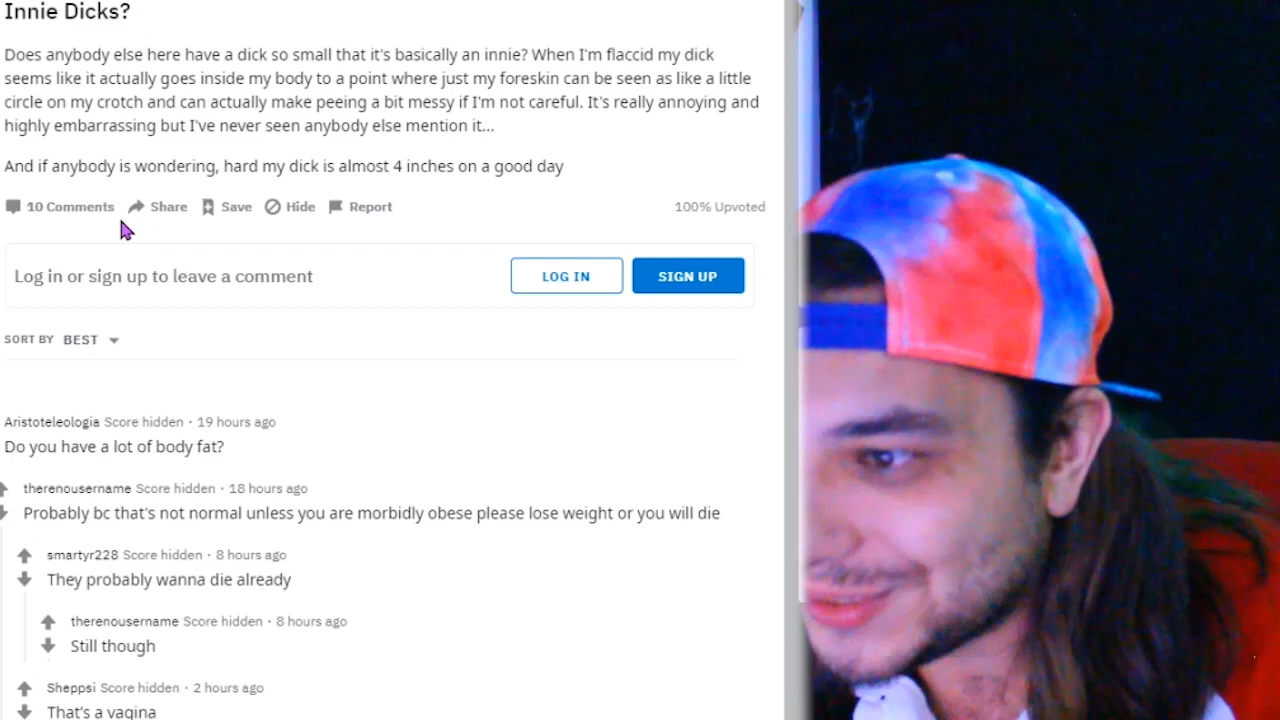 Innie Dicks?
Does anybody else here have a dick so small that it's basically an innie? When I'm flaccid my dick
seems like it actually goes inside my body to a point where just my foreskin can be seen as like a little
circle on my crotch and can actually make peeing a bit messy if I'm not careful. It's really annoying and
highly embarrassing but I've never seen anybody else mention it...
And if anybody is wondering, hard my dick is almost 4 inches on a good day
10 Comments Share Save Hide Report 100% Upvoted
Log in or sign up to leave a comment LOG IN SIGN UP
SORT BY BEST
Aristoteleologia Score hidden · 19 hours ago
Do you have a lot of body fat?
therenousername Score hidden · 18 hours ago
Probably bc that's not normal unless you are morbidly obese please lose weight or you will die
smartyr228 Score hidden · 8 hours ago
They probably wanna die already
therenousername Score hidden · 8 hours ago
Still though
Sheppsi Score hidden · 2 hours ago
That's a vagina